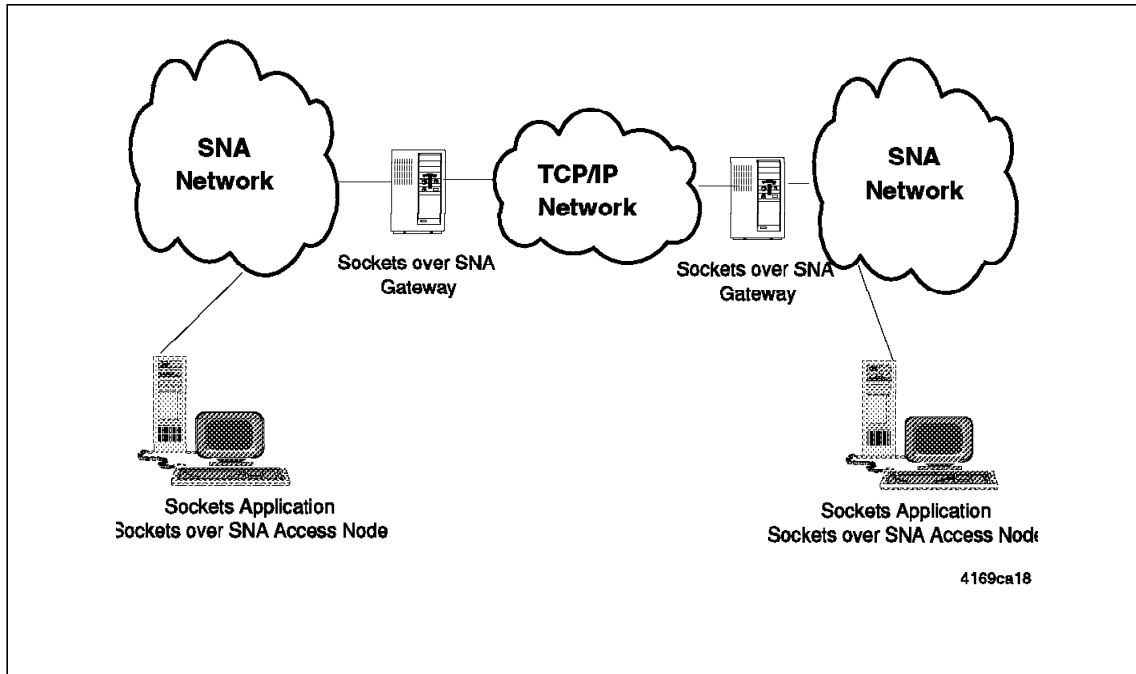 SNA
Network
TCP/IP
Network
SNA
Network
Sockets over SNA
Gateway
Sockets over SNA
Gateway
Sockets Application
Sockets over SNA Access Node
Sockets Application
Sockets over SNA Access Node
4169ca18